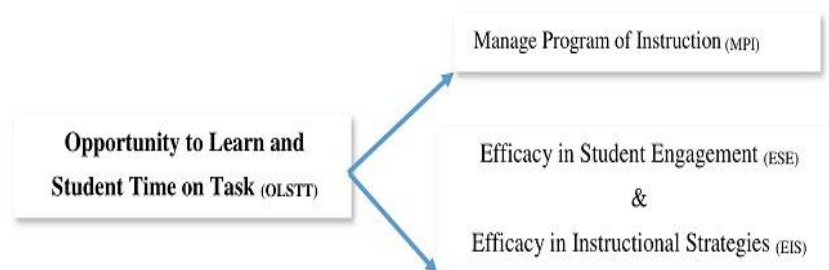 Manage Program of Instruction (MPI)
Opportunity to Learn and
Student Time on Task (OLSTT)
Efficacy in Student Engagement (ESE)
&
Efficacy in Instructional Strategies (EIS)